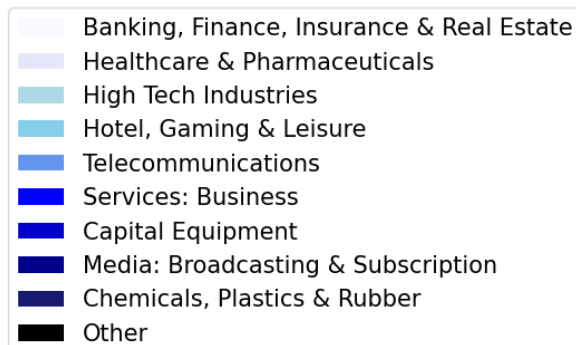 Banking, Finance, Insurance & Real Estate
Healthcare & Pharmaceuticals
High Tech Industries
Hotel, Gaming & Leisure
Telecommunications
Services: Business
Capital Equipment
Media: Broadcasting & Subscription
Chemicals, Plastics & Rubber
Other